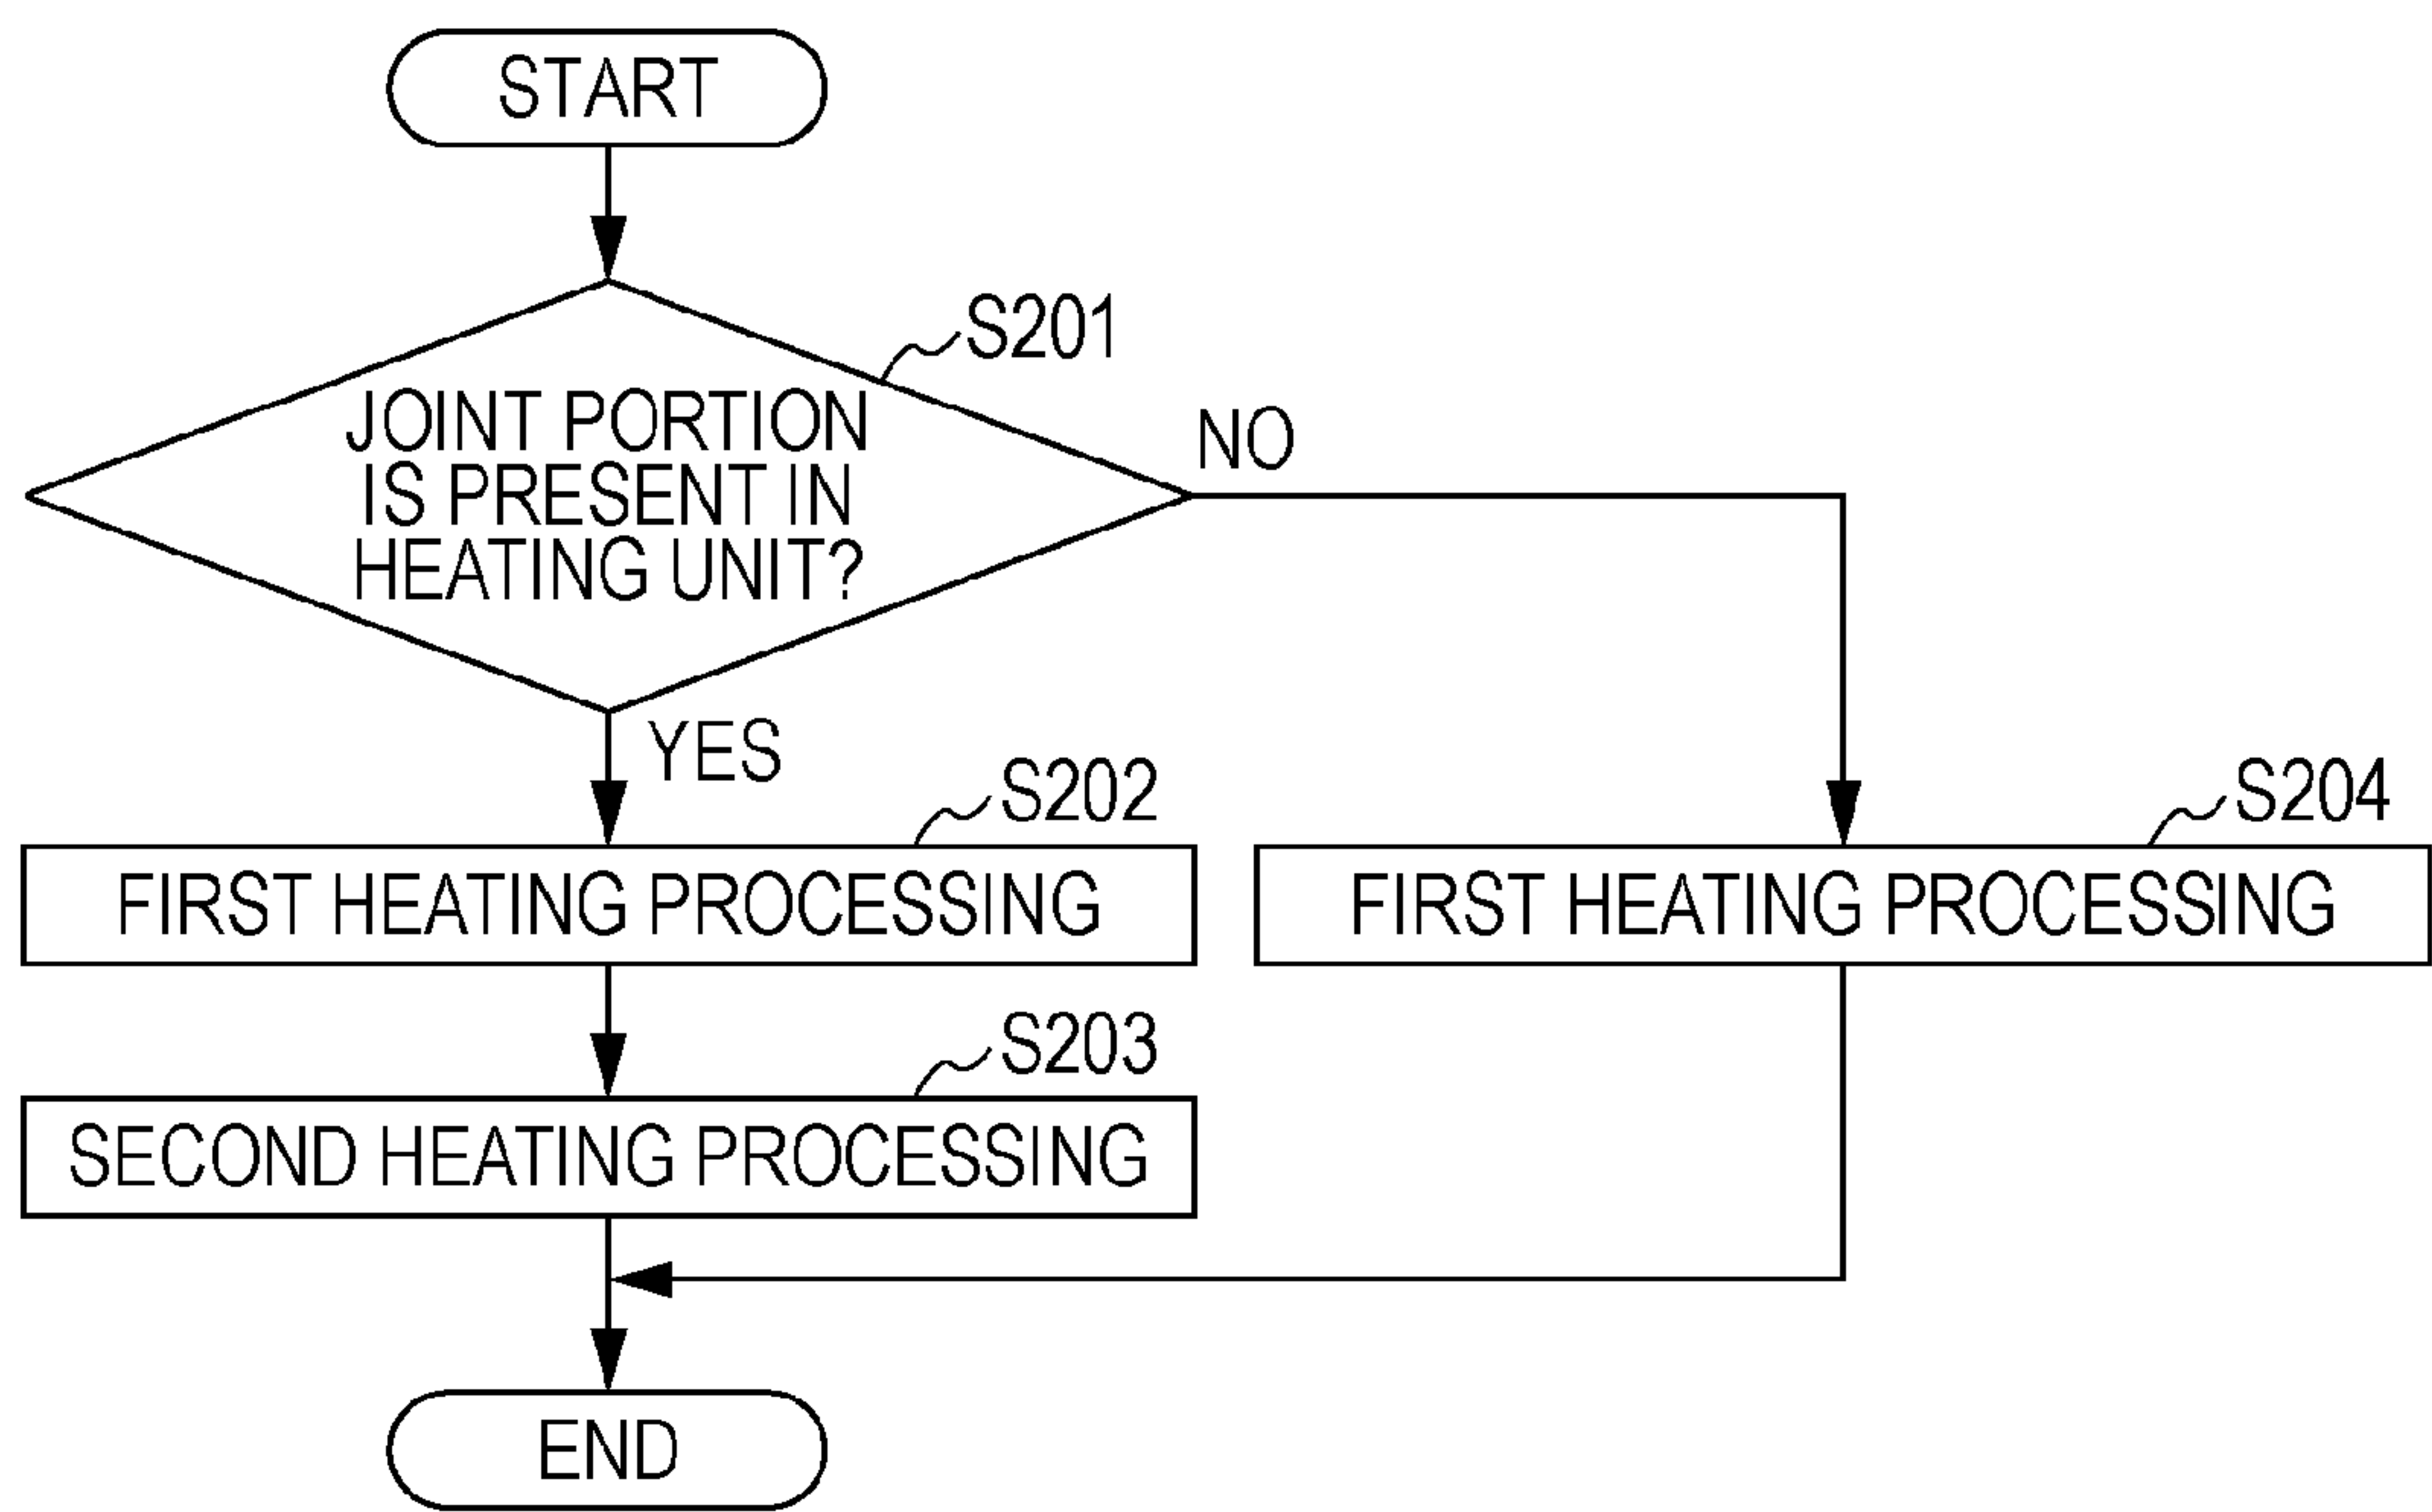 START
S201
JOINT PORTION
IS PRESENT IN
HEATING UNIT?
NO
YES
S202
FIRST HEATING PROCESSING
S204
FIRST HEATING PROCESSING
S203
SECOND HEATING PROCESSING
END